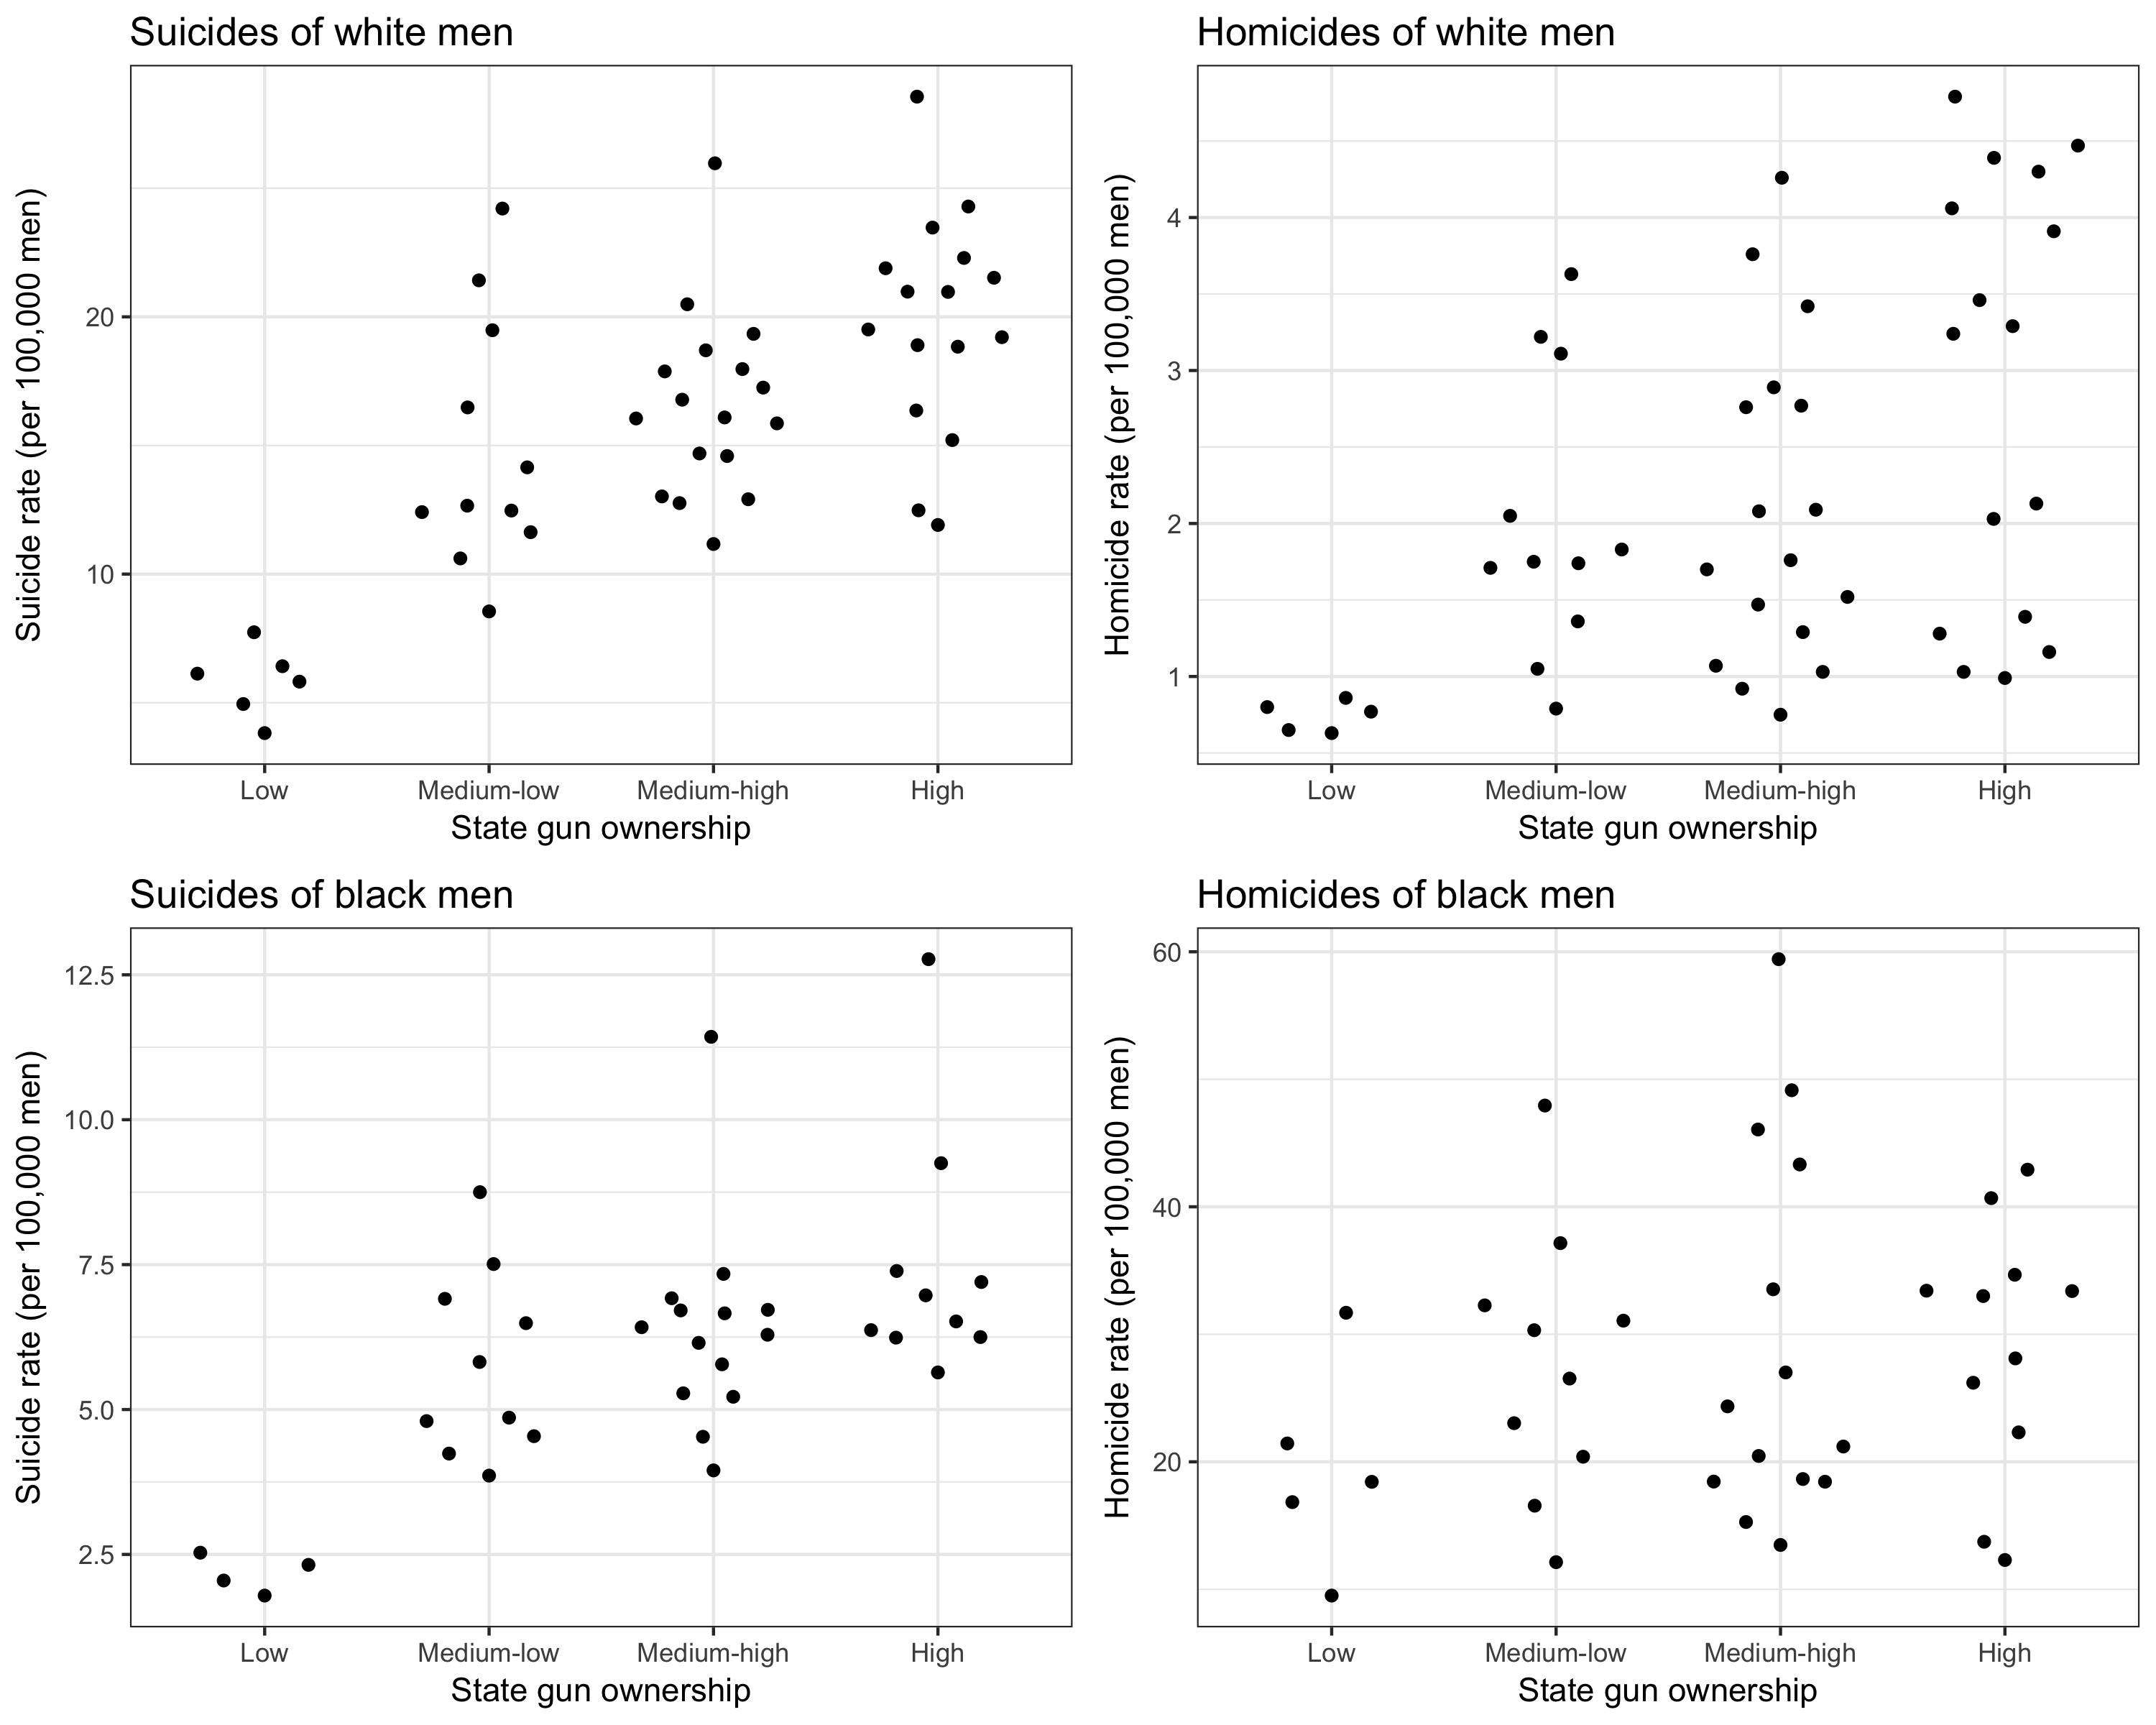 Suicides of white men
Suicide rate (per 100,000 men)
20
10
Low Medium-low Medium-high High
State gun ownership
Homicides of white men
Homicide rate (per 100,000 men)
4
3
2
1
Low Medium-low Medium-high High
State gun ownership
Suicides of black men
Suicide rate (per 100,000 men)
12.5
10.0
7.5
5.0
2.5
Low Medium-low Medium-high High
State gun ownership
Homicides of black men
Homicide rate (per 100,000 men)
60
40
20
Low Medium-low Medium-high High
State gun ownership